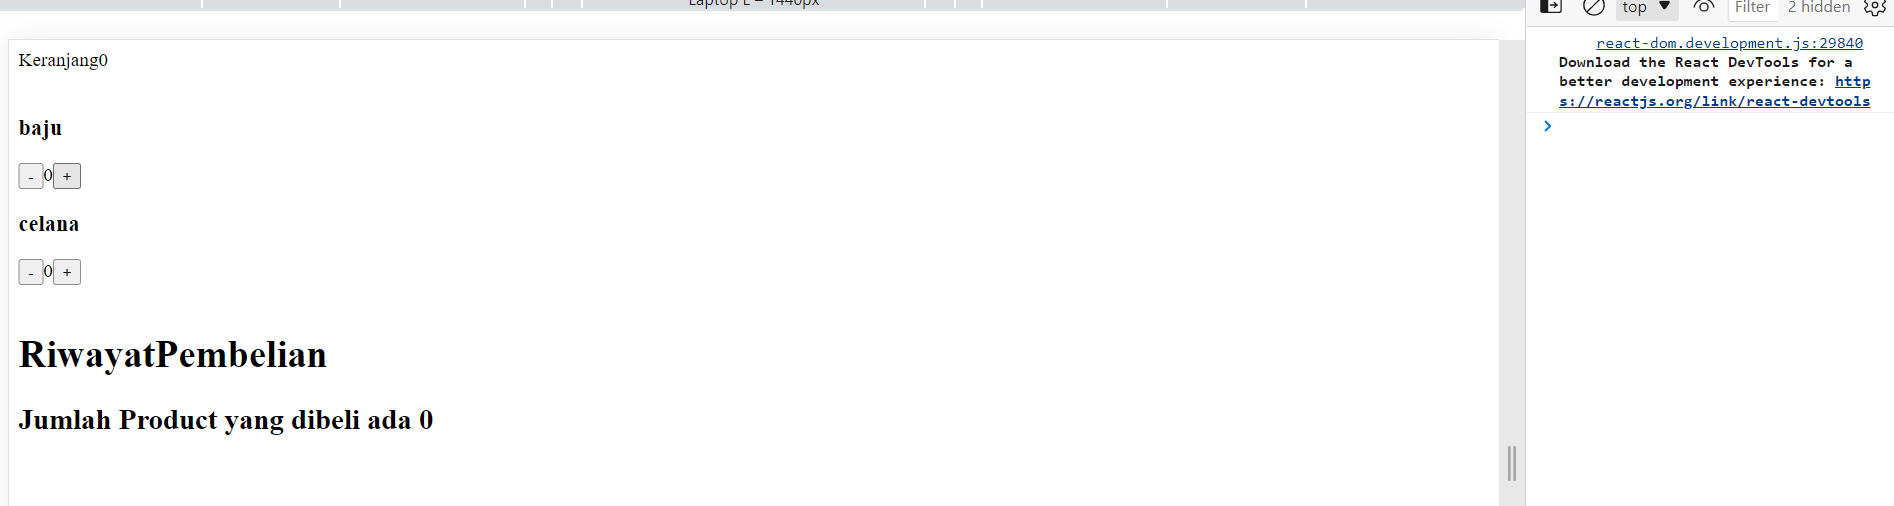 Laptop L – 1440px
top
Filter
2 hidden
Keranjang0
baju
- 0 +
celana
- 0 +
RiwayatPembelian
Jumlah Product yang dibeli ada 0
react-dom.development.js:29840
Download the React DevTools for a
better development experience: http
s://reactjs.org/link/react-devtools